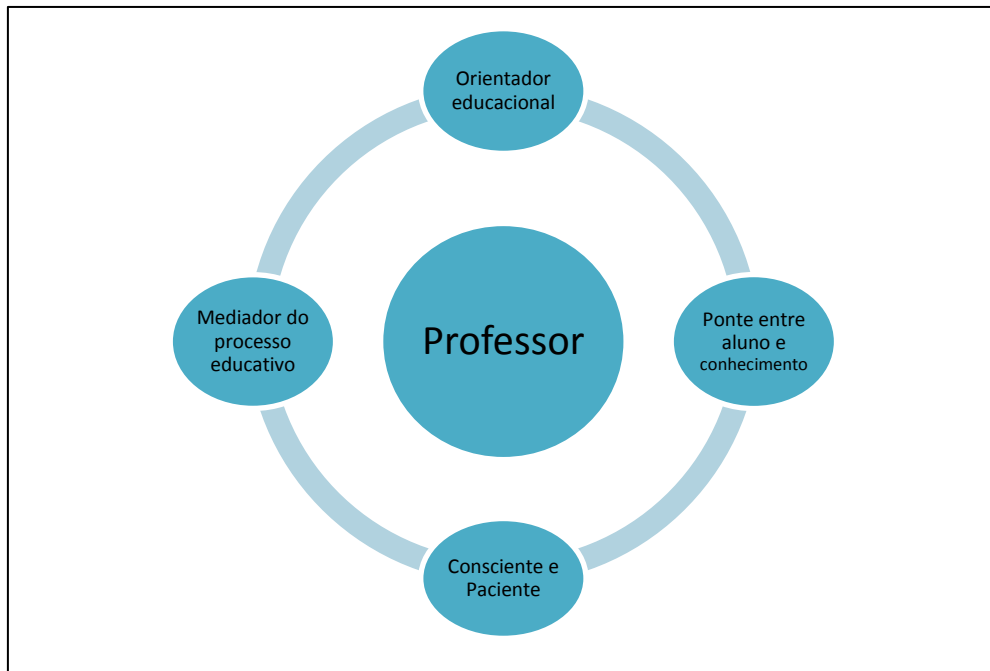 Orientador
educacional
Mediador do
processo
educativo
Professor
Ponte entre
aluno e
conhecimento
Consciente e
Paciente